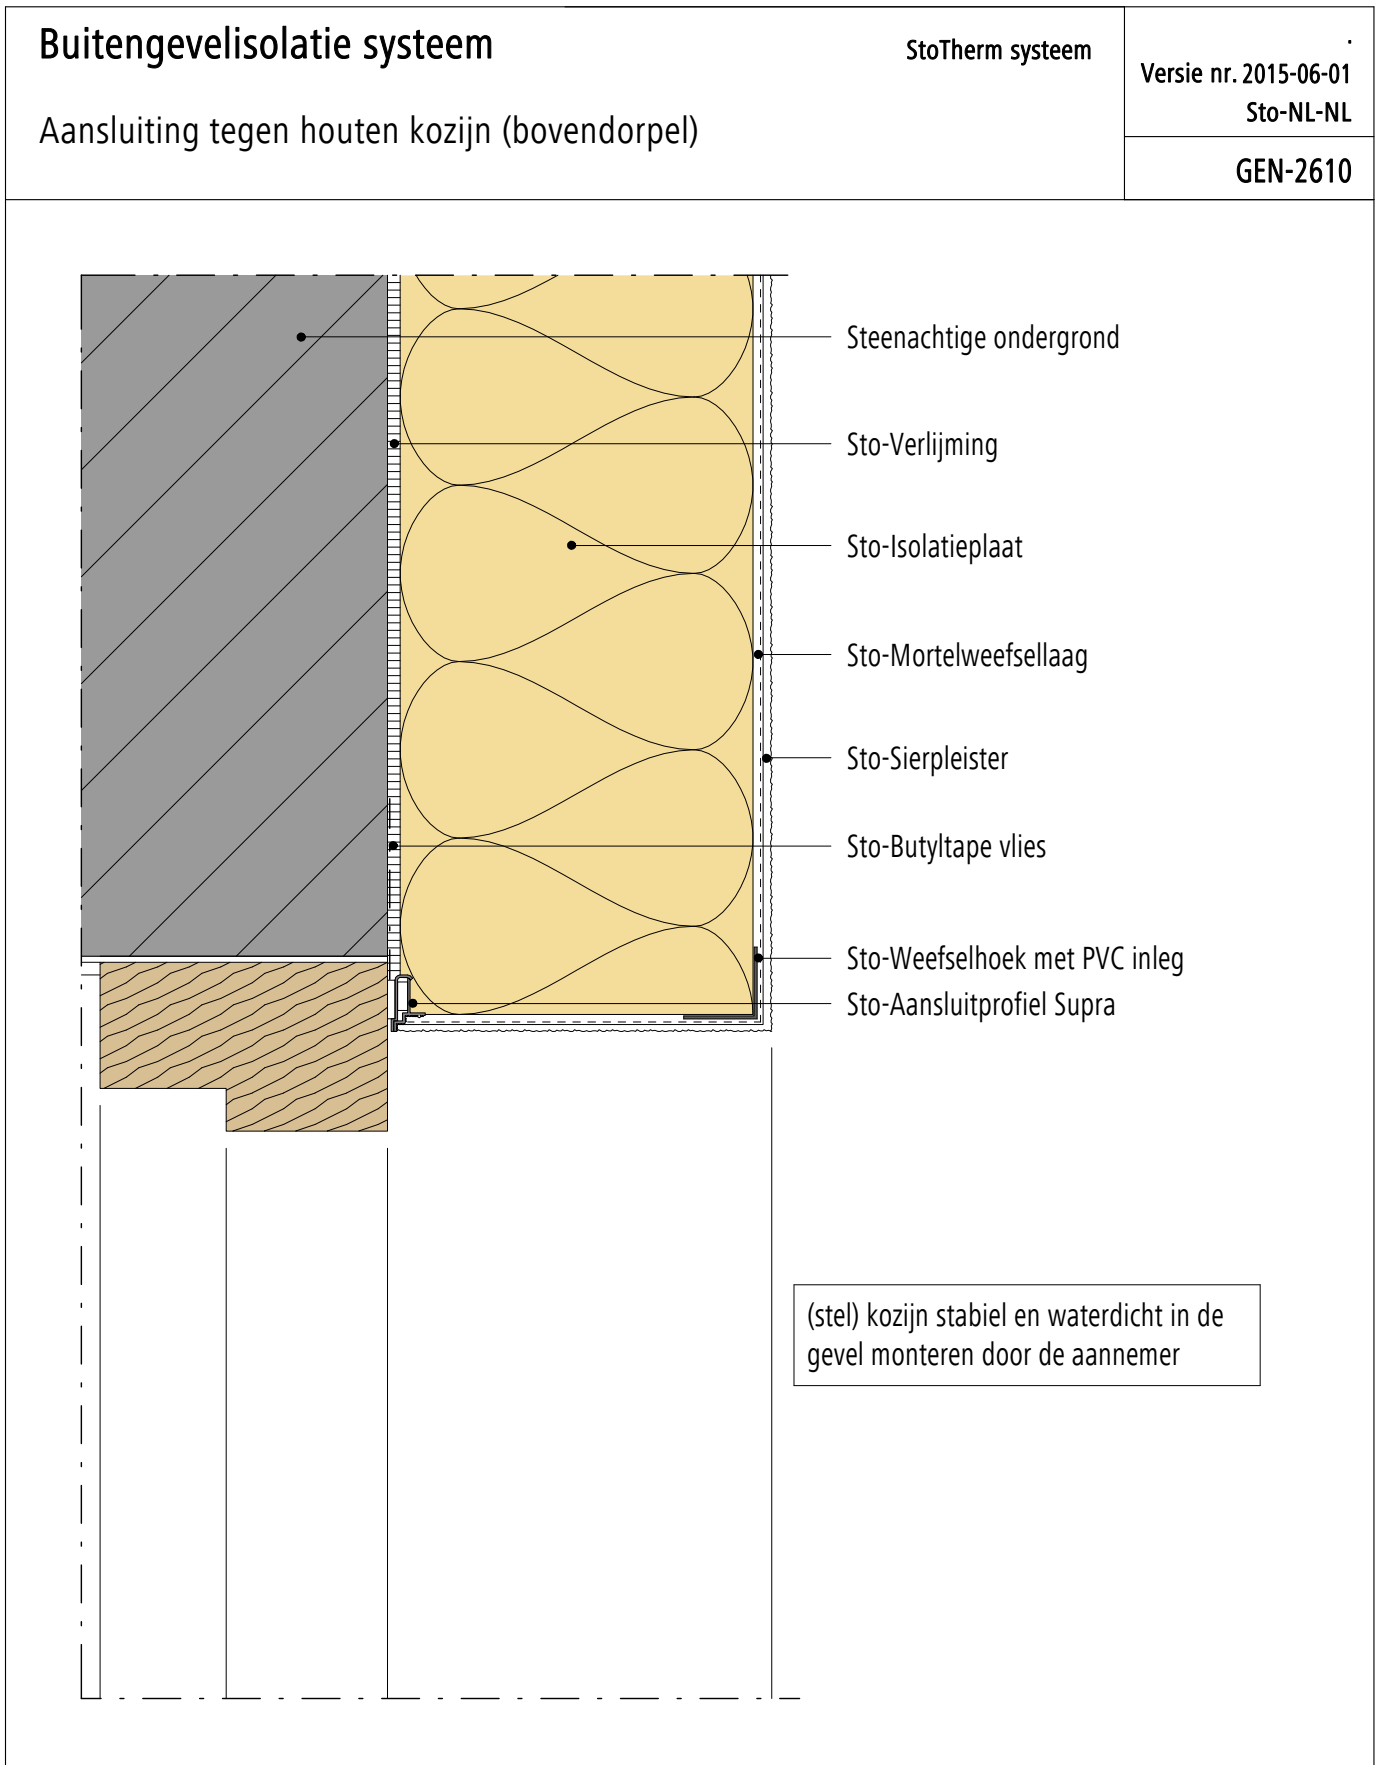 Buitengevelisolatie systeem
StoTherm systeem
.
Versie nr. 2015-06-01
Sto-NL-NL
Aansluiting tegen houten kozijn (bovendorpel)
GEN-2610
Steenachtige ondergrond
Sto-Verlijming
Sto-Isolatieplaat
Sto-Mortelweefsellaag
Sto-Sierpleister
Sto-Butyltape vlies
Sto-Weefselhoek met PVC inleg
Sto-Aansluitprofiel Supra
(stel) kozijn stabiel en waterdicht in de
gevel monteren door de aannemer